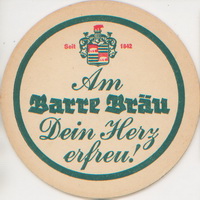 Seit 1842
Am
Barre Bräu
Dein Herz
erfreu!